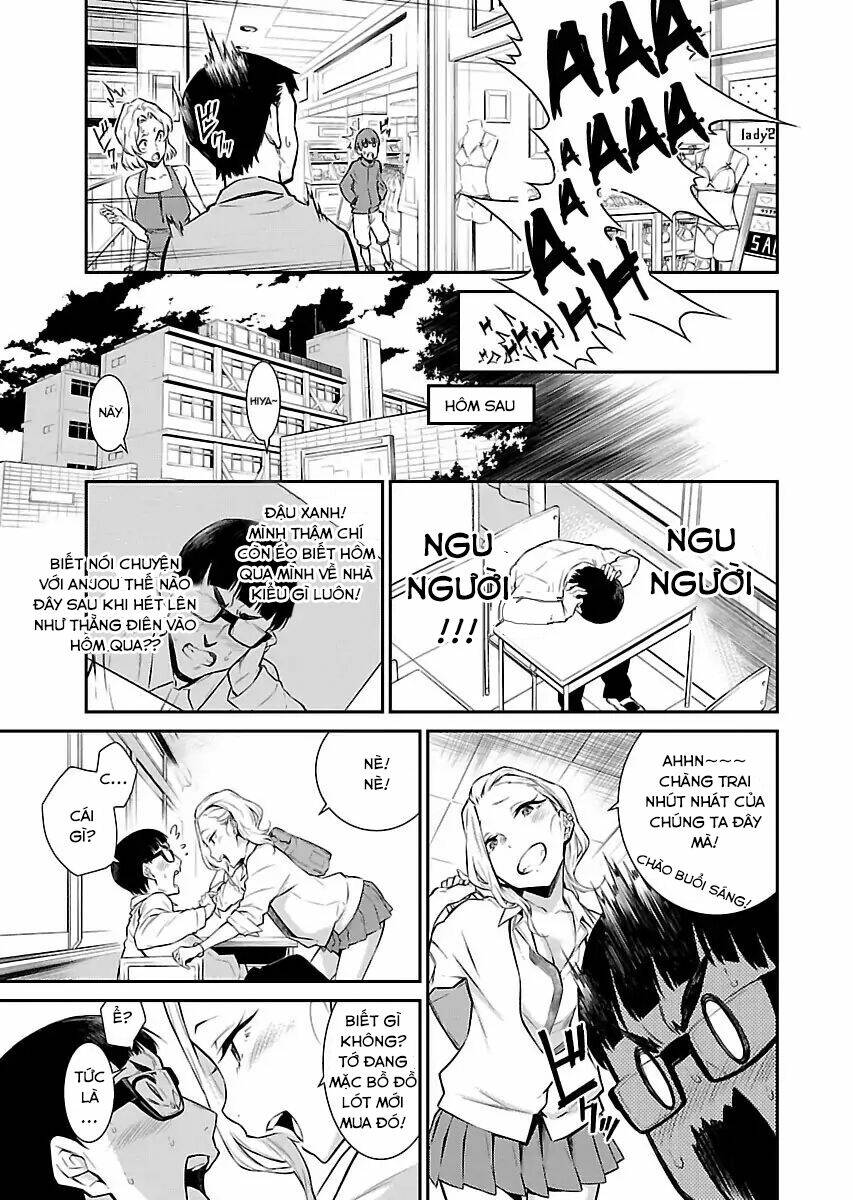 AAA
AAAA
AA
HHHHHHH
lady2
SAL
HÔM SAU
HIYA~
NÀY
NGU
NGƯỜI
NGU
NGƯỜI
!!!
ĐẬU XANH!
MÌNH THẬM CHÍ
CÒN ÉO BIẾT HÔM
QUA MÌNH VỀ NHÀ
KIỂU GÌ LUÔN!
BIẾT NÓI CHUYỆN
VỚI ANJOU THẾ NÀO
ĐÂY SAU KHI HÉT LÊN
NHƯ THẰNG ĐIÊN VÀO
HÔM QUA??
AHHN~~~
CHÀNG TRAI
NHÚT NHÁT CỦA
CHÚNG TA ĐÂY
MÀ!
CHÀO BUỔI SÁNG!
NÈ!
NÈ!
C...
CÁI
GÌ?
BIẾT GÌ
KHÔNG?
TỚ ĐANG
MẶC BỒ ĐỒ
LÓT MỚI
MUA ĐÓ!
Ể?
TỨC
LÀ
...